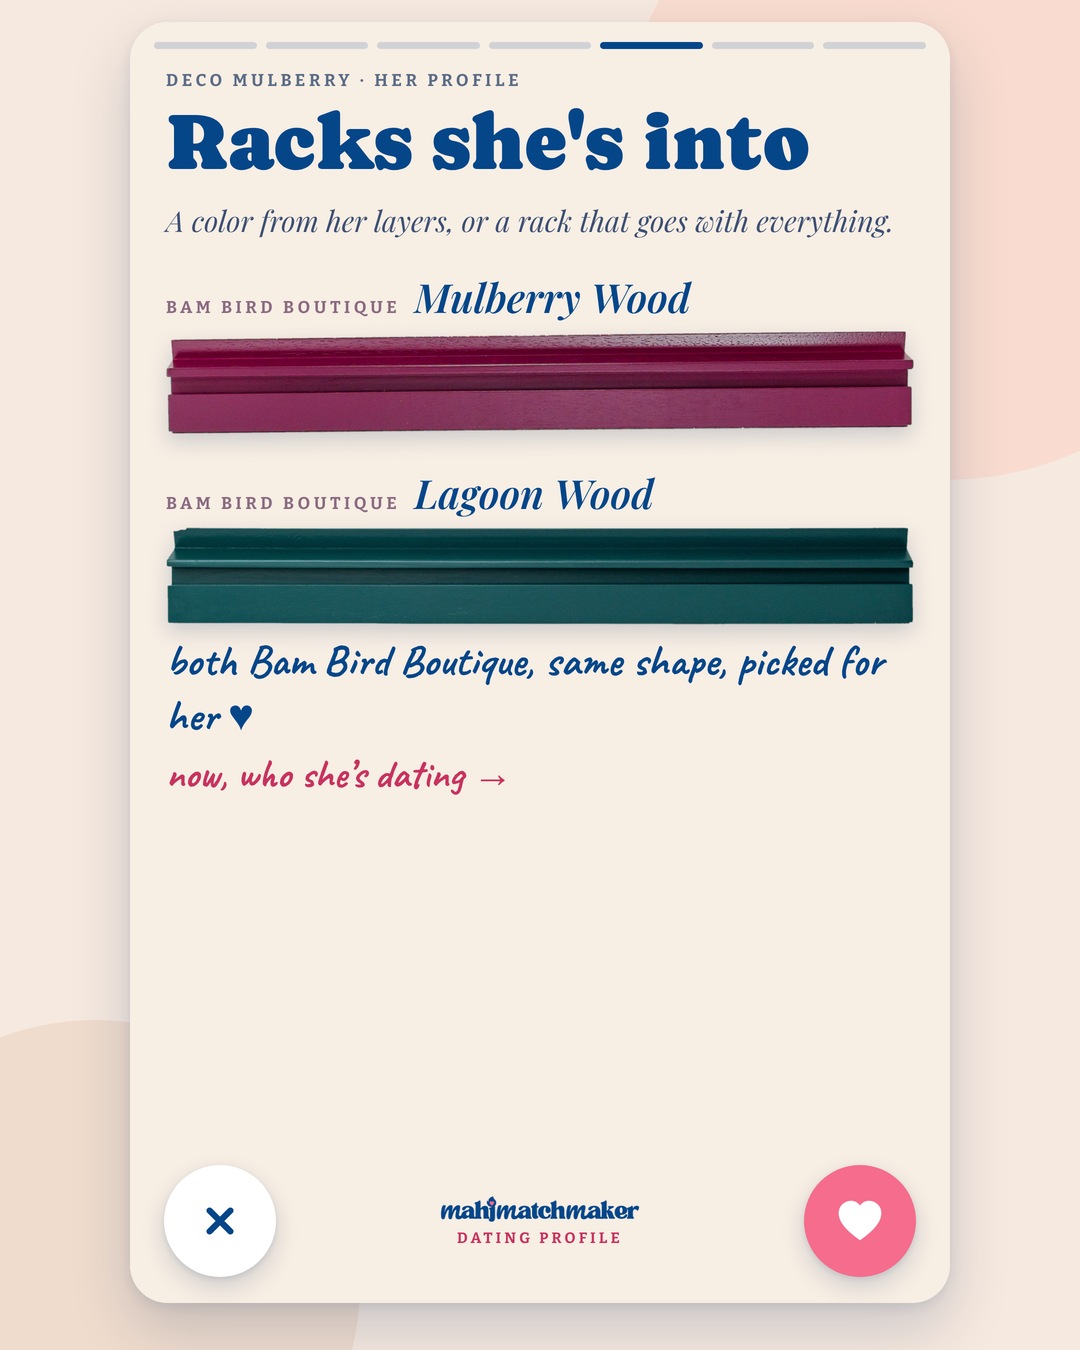 DECO MULBERRY · HER PROFILE
Racks she's into
A color from her layers, or a rack that goes with everything.
BAM BIRD BOUTIQUE Mulberry Wood
BAM BIRD BOUTIQUE Lagoon Wood
both Bam Bird Boutique, same shape, picked for
her ♥
now, who she’s dating →
mahjmatchmaker
DATING PROFILE